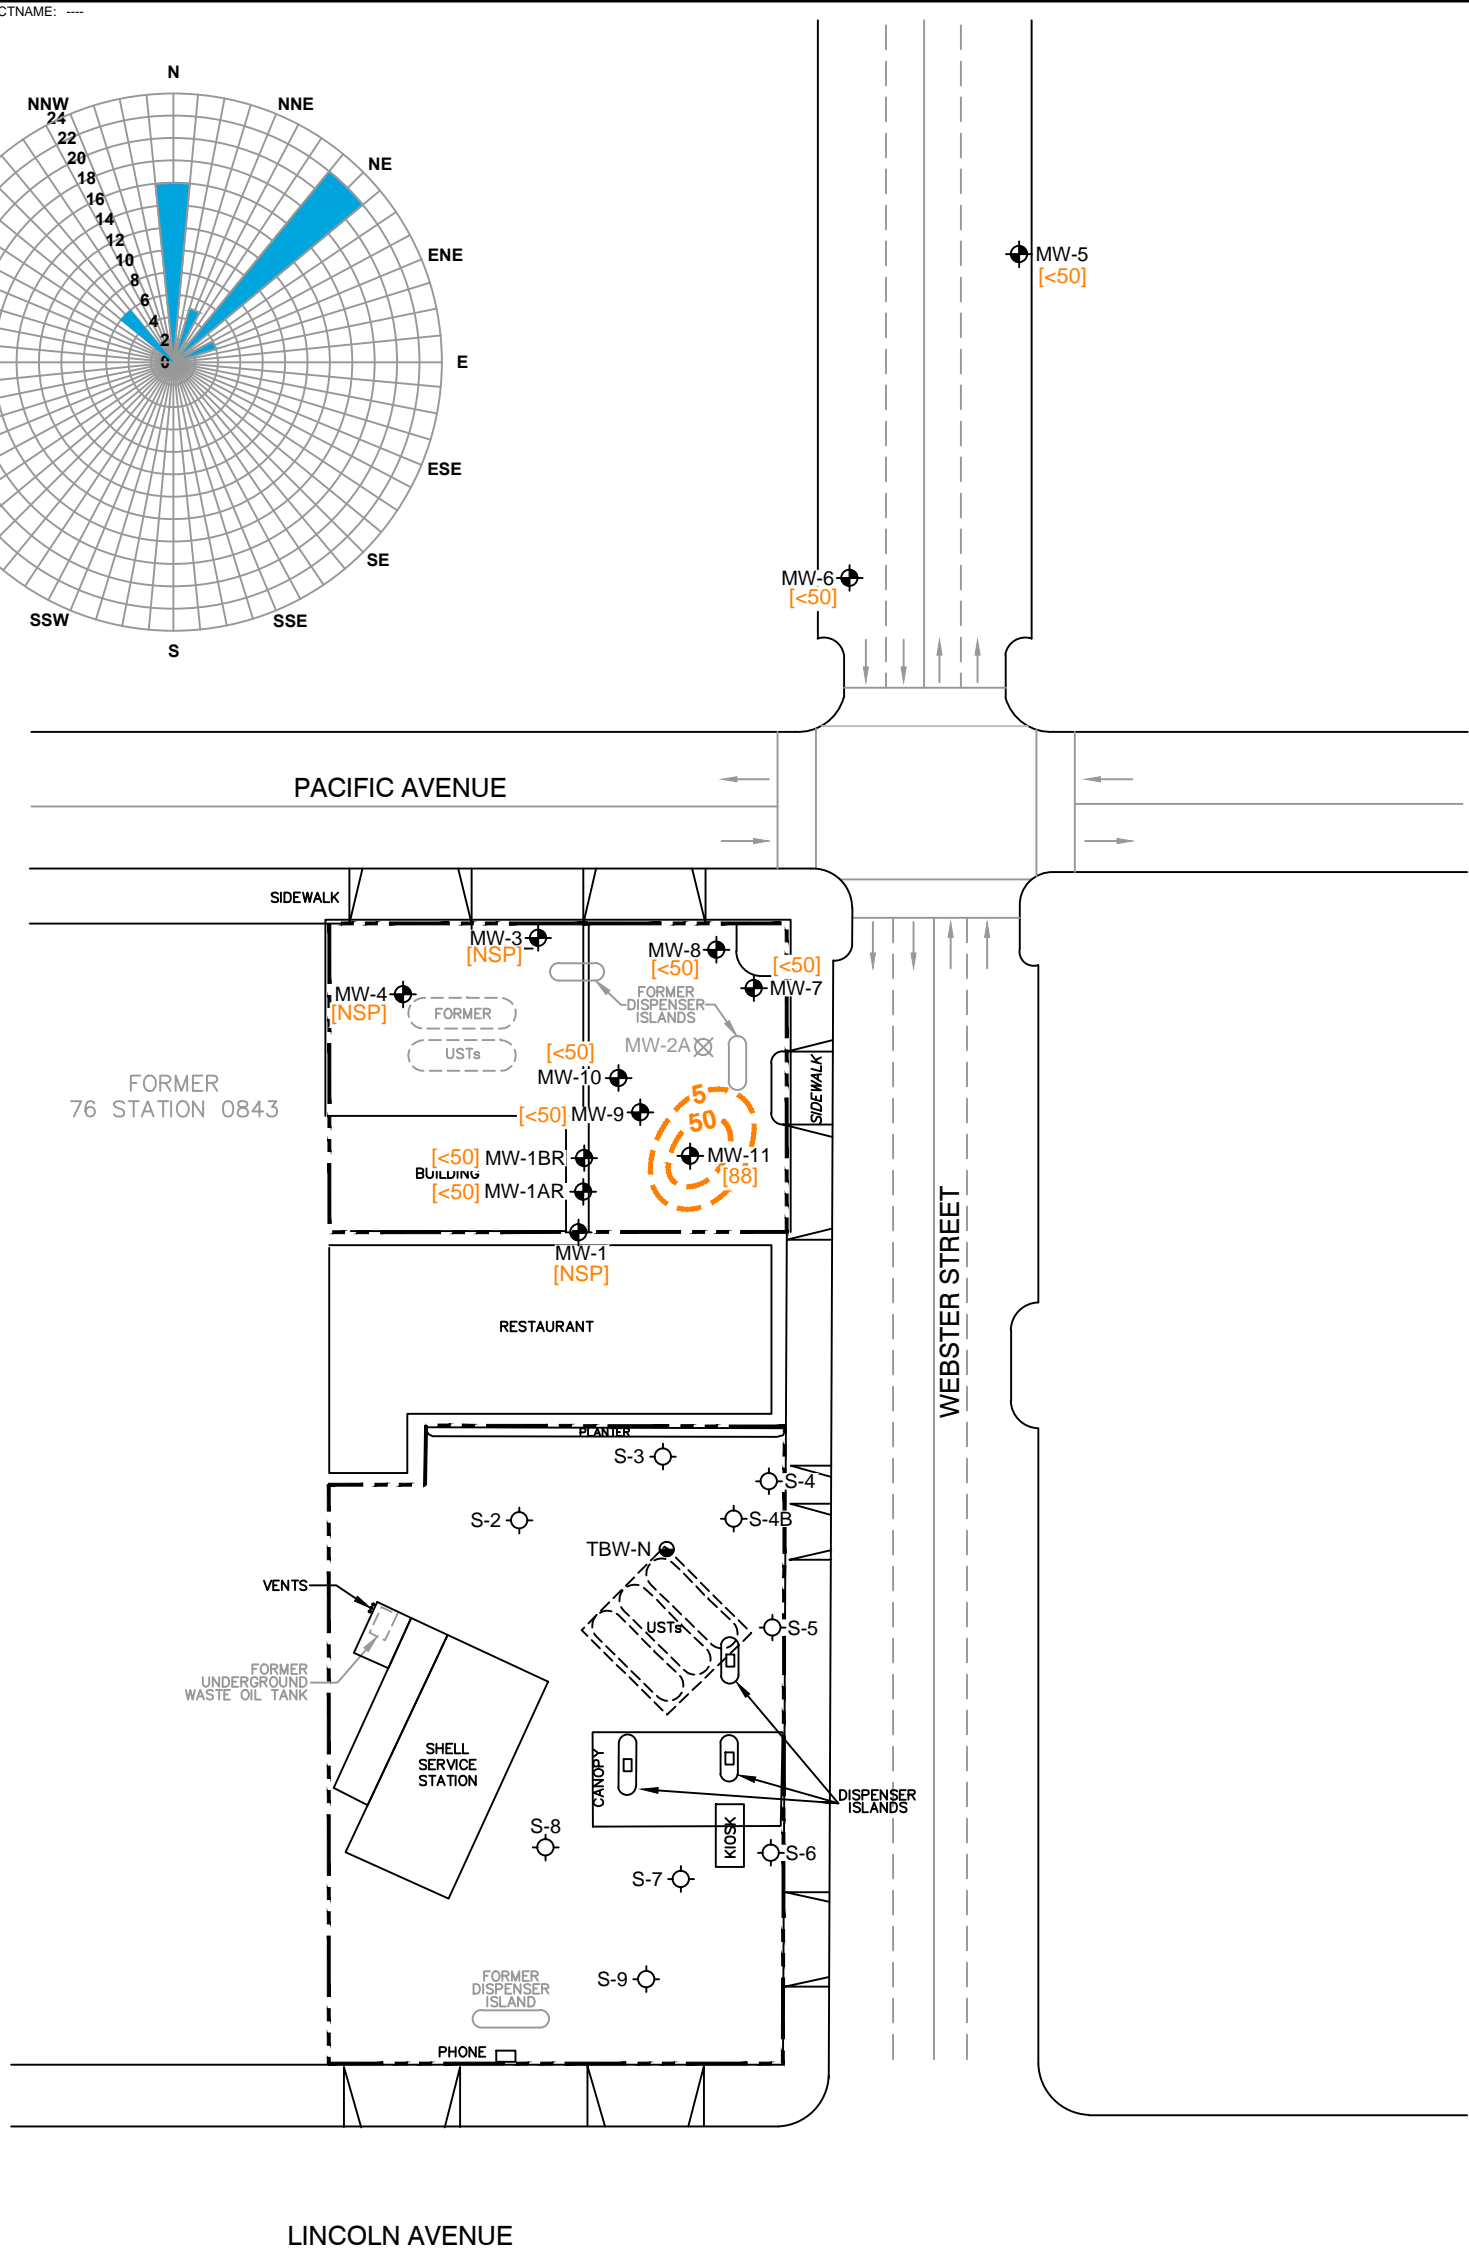 CTNAME: ----
N
NNW
NNE
24
22
20
18
16
14
12
10
8
6
4
2
0
NE
ENE
E
ESE
SE
SSE
S
SSW
MW-5
[<50]
MW-6
[<50]
PACIFIC AVENUE
SIDEWALK
MW-3
[NSP]
MW-8
[<50]
[<50]
MW-7
MW-4
[NSP]
FORMER
USTs
FORMER
DISPENSER
ISLANDS
MW-2A
[<50]
MW-10
[<50] MW-9
SIDEWALK
FORMER
76 STATION 0843
5
50
MW-11
[88]
[<50] MW-1BR
BUILDING
[<50] MW-1AR
MW-1
[NSP]
WEBSTER STREET
RESTAURANT
PLANTER
S-3
S-4
S-2
S-4B
TBW-N
VENTS
USTs
S-5
FORMER
UNDERGROUND
WASTE OIL TANK
SHELL
SERVICE
STATION
CANOPY
DISPENSER
ISLANDS
KIOSK
S-8
S-6
S-7
S-9
FORMER
DISPENSER
ISLAND
PHONE
LINCOLN AVENUE